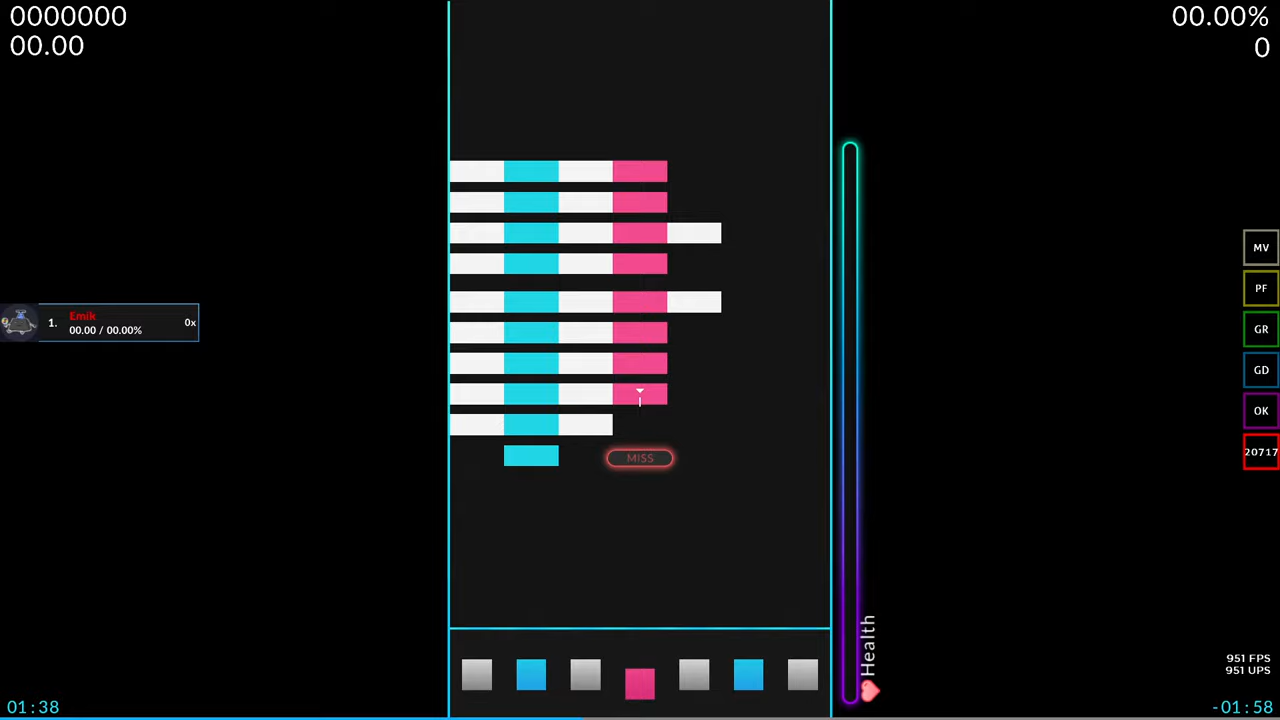 0000000
00.00
00.00%
0
MV
PF
1. Emik
00.00 / 00.00%
0x
GR
GD
OK
20717
MISS
Health
951 FPS
951 UPS
01:38
-01:58